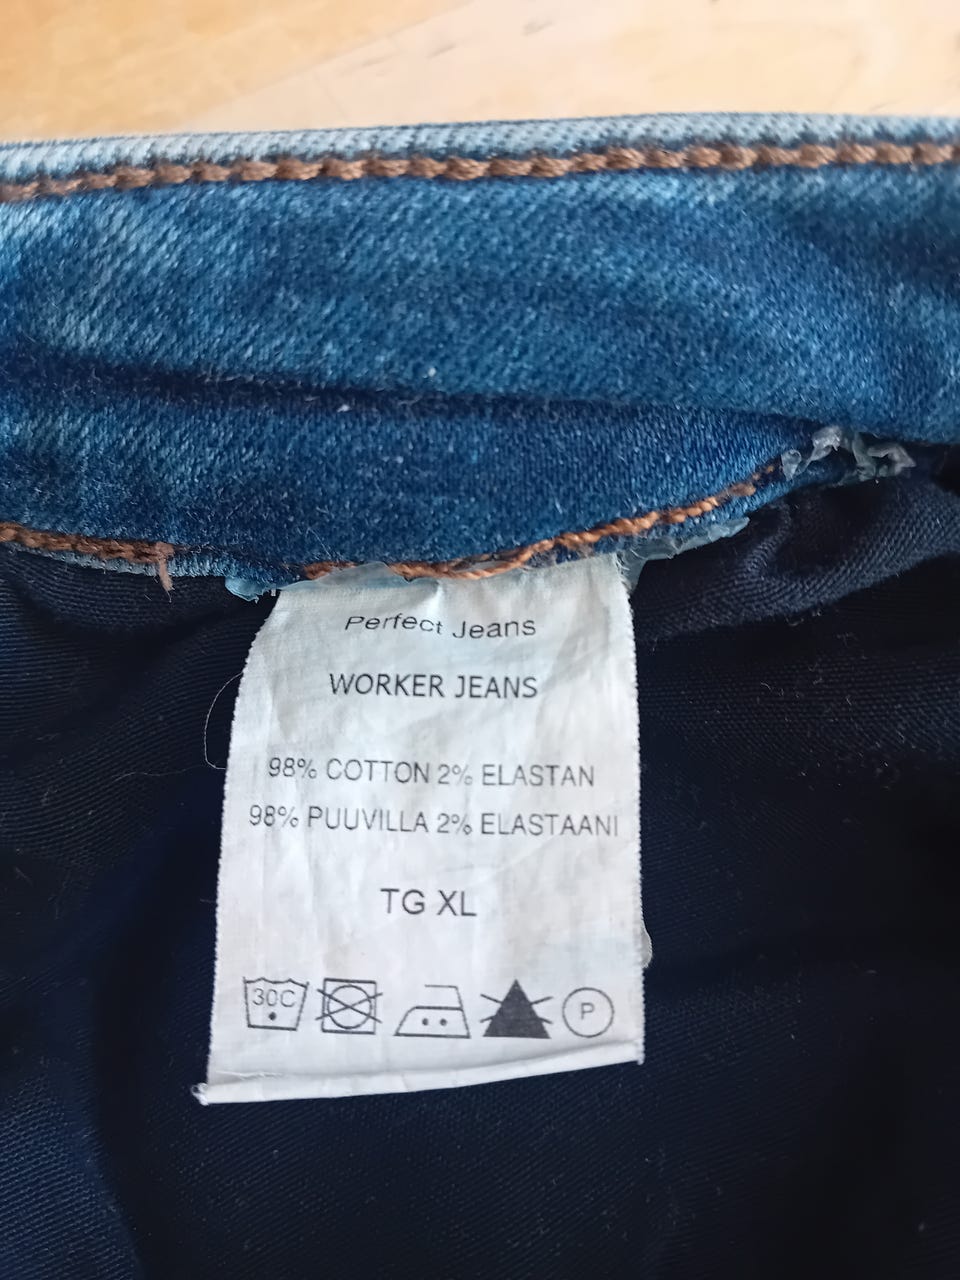 Perfect Jeans
WORKER JEANS
98% COTTON 2% ELASTAN
98% PUUVILLA 2% ELASTAANI
TG XL
30C P